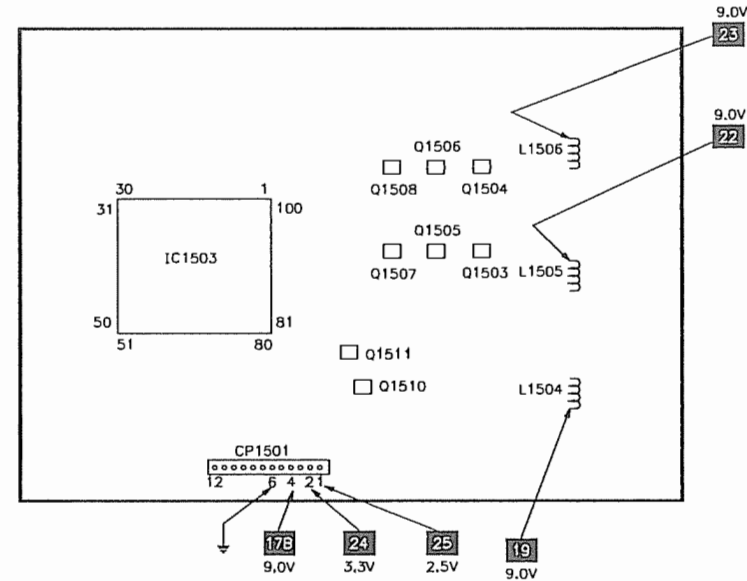 9.0V
23
9.0V
22
Q1506
L1506
Q1508
Q1504
30
1
31
100
Q1505
IC1503
Q1507
Q1503
L1505
50
81
51
80
Q1511
Q1510
L1504
CP1501
12
6
4
2
1
17B
24
25
19
9,0V
3,3V
2.5V
9.0V